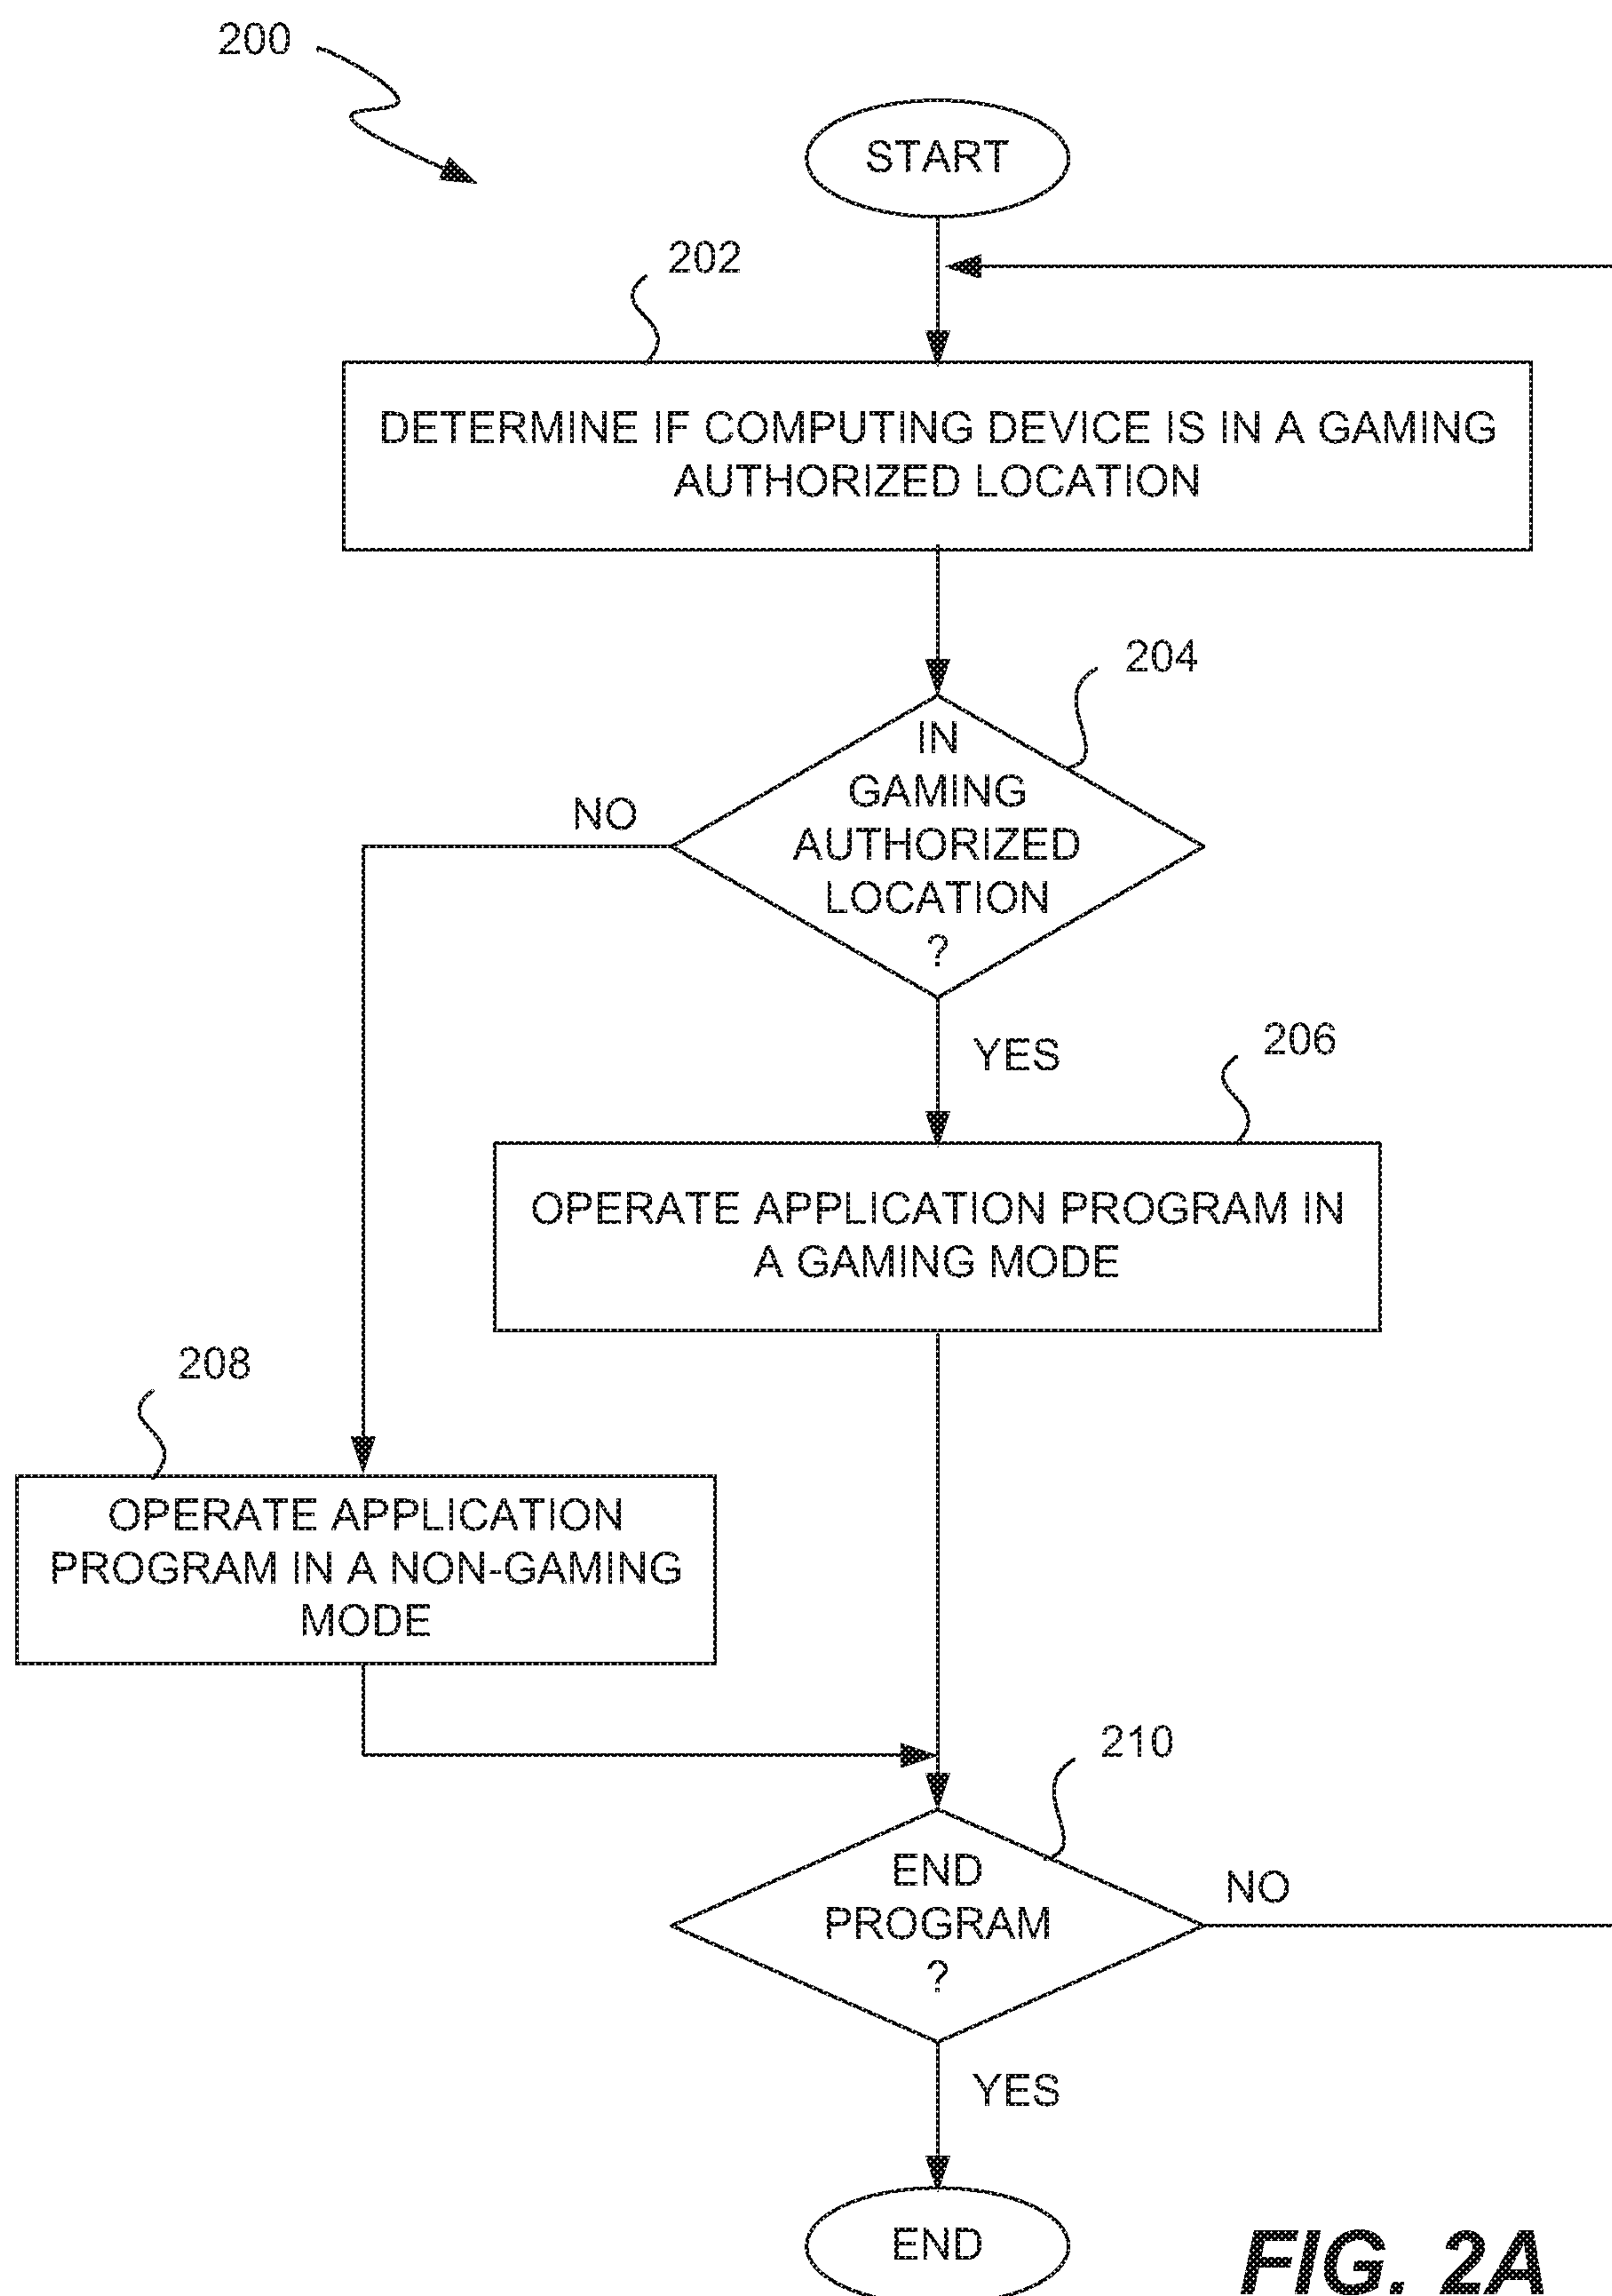 200
START
202
DETERMINE IF COMPUTING DEVICE IS IN A GAMING
AUTHORIZED LOCATION
204
IN
GAMING
AUTHORIZED
LOCATION
?
NO
YES
206
OPERATE APPLICATION PROGRAM IN
A GAMING MODE
208
OPERATE APPLICATION
PROGRAM IN A NON-GAMING
MODE
210
END
PROGRAM
?
NO
YES
END
FIG. 2A